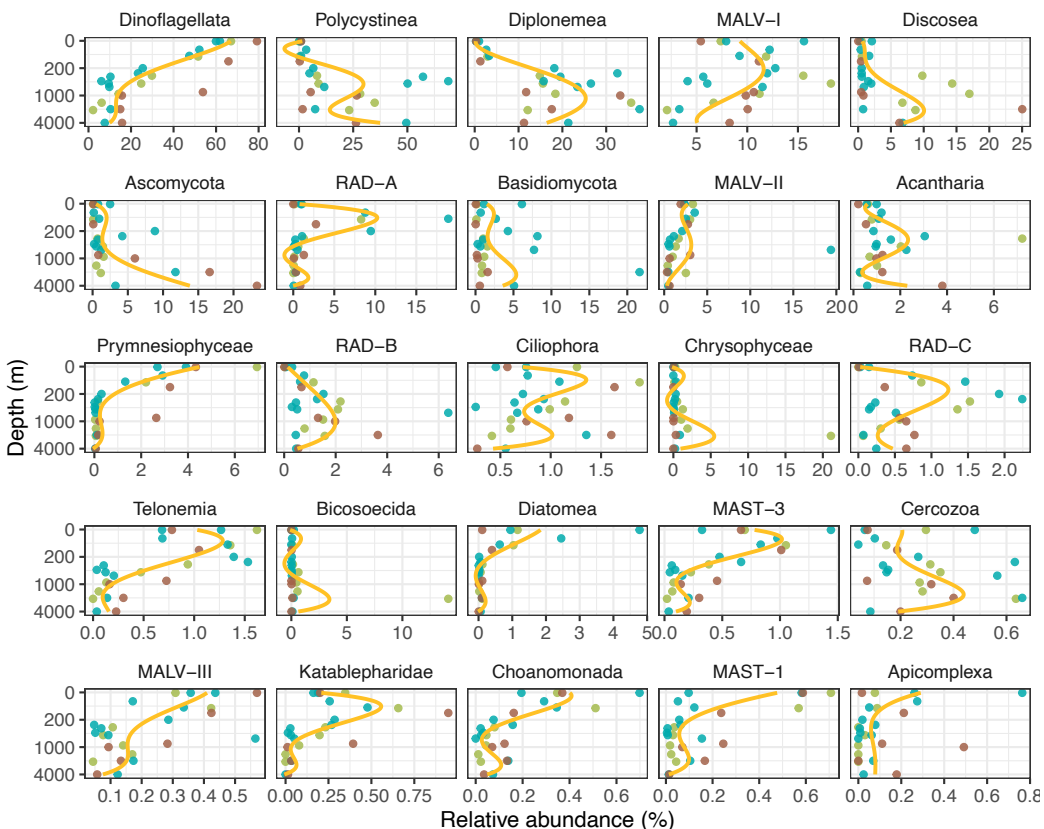 Dinoflagellata Polycystinea Diplonemea MALV−I Discosea
0 200 1000 4000
0 20 40 60 80 0 25 50 75 0 10 20 30 5 10 15 0 5 10 15 20 25
Ascomycota RAD−A Basidiomycota MALV−II Acantharia
0 200 1000 4000
0 5 10 15 20 0 5 10 15 0 5 10 15 20 0 5 10 15 20 0 2 4 6
Prymnesiophyceae RAD−B Ciliophora Chrysophyceae RAD−C
0 200 1000 4000
0 2 4 6 0 2 4 6 0.5 1.0 1.5 0 5 10 15 20 0.0 0.5 1.0 1.5 2.0
Telonemia Bicosoecida Diatomea MAST−3 Cercozoa
0 200 1000 4000
0.0 0.5 1.0 1.5 0 5 10 0 1 2 3 4 50.0 0.5 1.0 1.5 0.0 0.2 0.4 0.6
MALV−III Katablepharidae Choanomonada MAST−1 Apicomplexa
0 200 1000 4000
0.1 0.2 0.3 0.4 0.5 0.00 0.25 0.50 0.75 0.0 0.2 0.4 0.6 0.0 0.2 0.4 0.6 0.0 0.2 0.4 0.6 0.8
Depth (m)
Relative abundance (%)